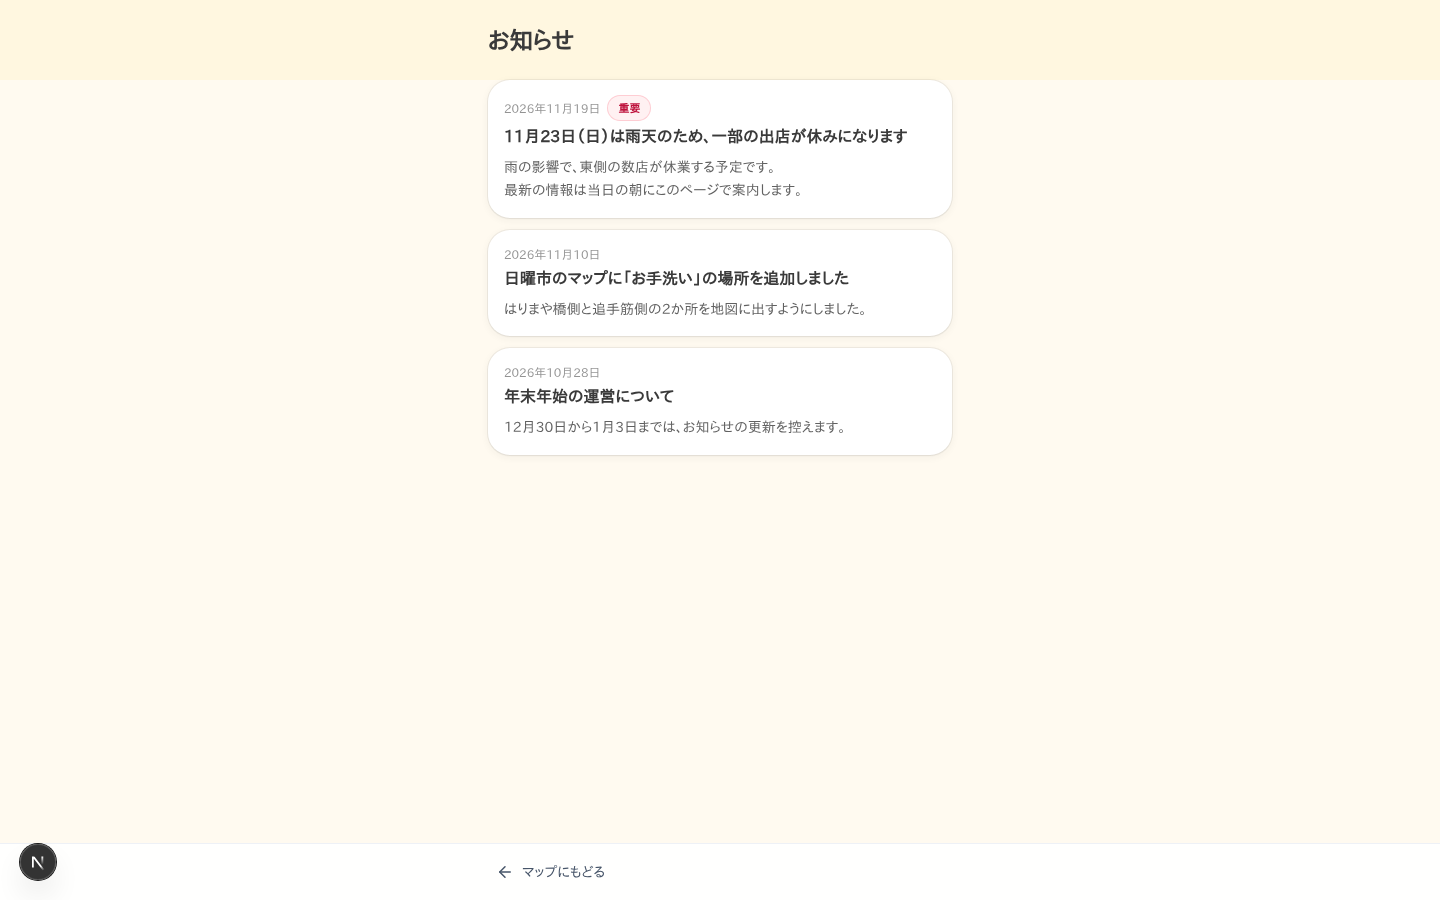 お知らせ
2026年11月19日 重要
11月23日（日）は雨天のため、一部の出店が休みになります
雨の影響で、東側の数店が休業する予定です。
最新の情報は当日の朝にこのページで案内します。
2026年11月10日
日曜市のマップに「お手洗い」の場所を追加しました
はりまや橋側と追手筋側の2か所を地図に出すようにしました。
2026年10月28日
年末年始の運営について
12月30日から1月3日までは、お知らせの更新を控えます。
N
マップにもどる